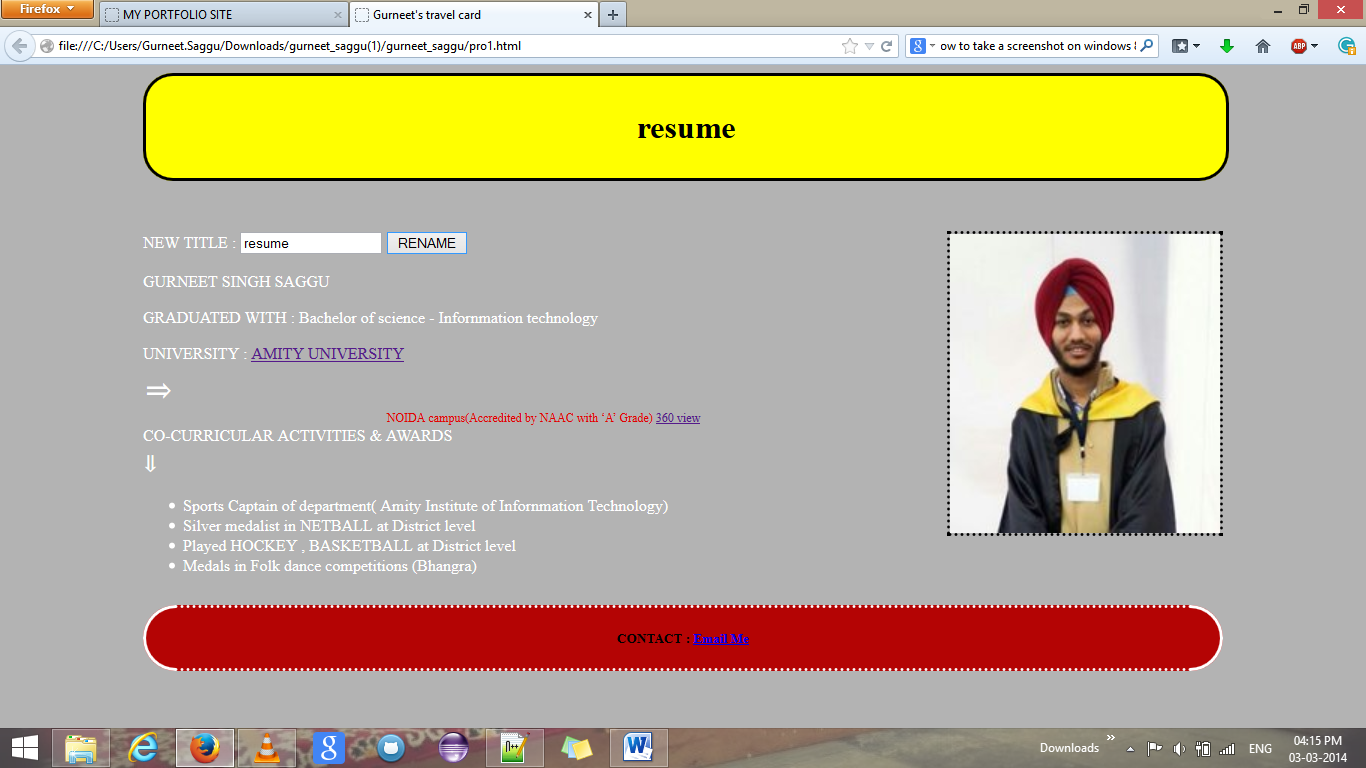 Firefox
MY PORTFOLIO SITE
Gurneet's travel card
file:///C:/Users/Gurneet.Saggu/Downloads/gurneet_saggu(1)/gurneet_saggu/pro1.html
ow to take a screenshot on windows
ABP
resume
NEW TITLE : resume RENAME
GURNEET SINGH SAGGU
GRADUATED WITH : Bachelor of science - Infornmation technology
UNIVERSITY : AMITY UNIVERSITY
⇒
NOIDA campus(Accredited by NAAC with ‘A’ Grade) 360 view
CO-CURRICULAR ACTIVITIES & AWARDS
⇓
• Sports Captain of department( Amity Institute of Infornmation Technology)
• Silver medalist in NETBALL at District level
• Played HOCKEY , BASKETBALL at District level
• Medals in Folk dance competitions (Bhangra)
CONTACT : Email Me
Downloads
ENG
04:15 PM
03-03-2014